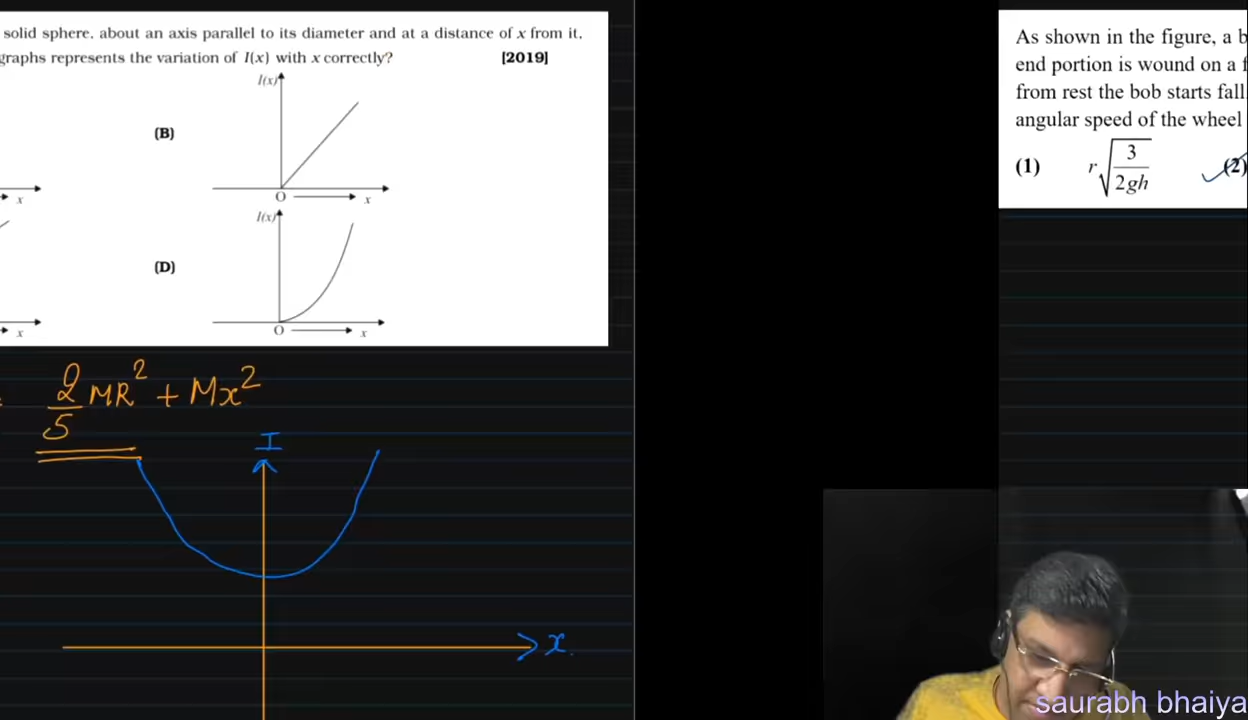 solid sphere, about an axis parallel to its diameter and at a distance of x from it.
graphs represents the variation of I(x) with x correctly? [2019]
I(x)
(B)
O x
x
I(x)
(D)
O x
x
2/5 MR² + Mx²
I
x
As shown in the figure, a b
end portion is wound on a f
from rest the bob starts fall
angular speed of the wheel
(1) r√(3/2gh) (2)
saurabh bhaiya